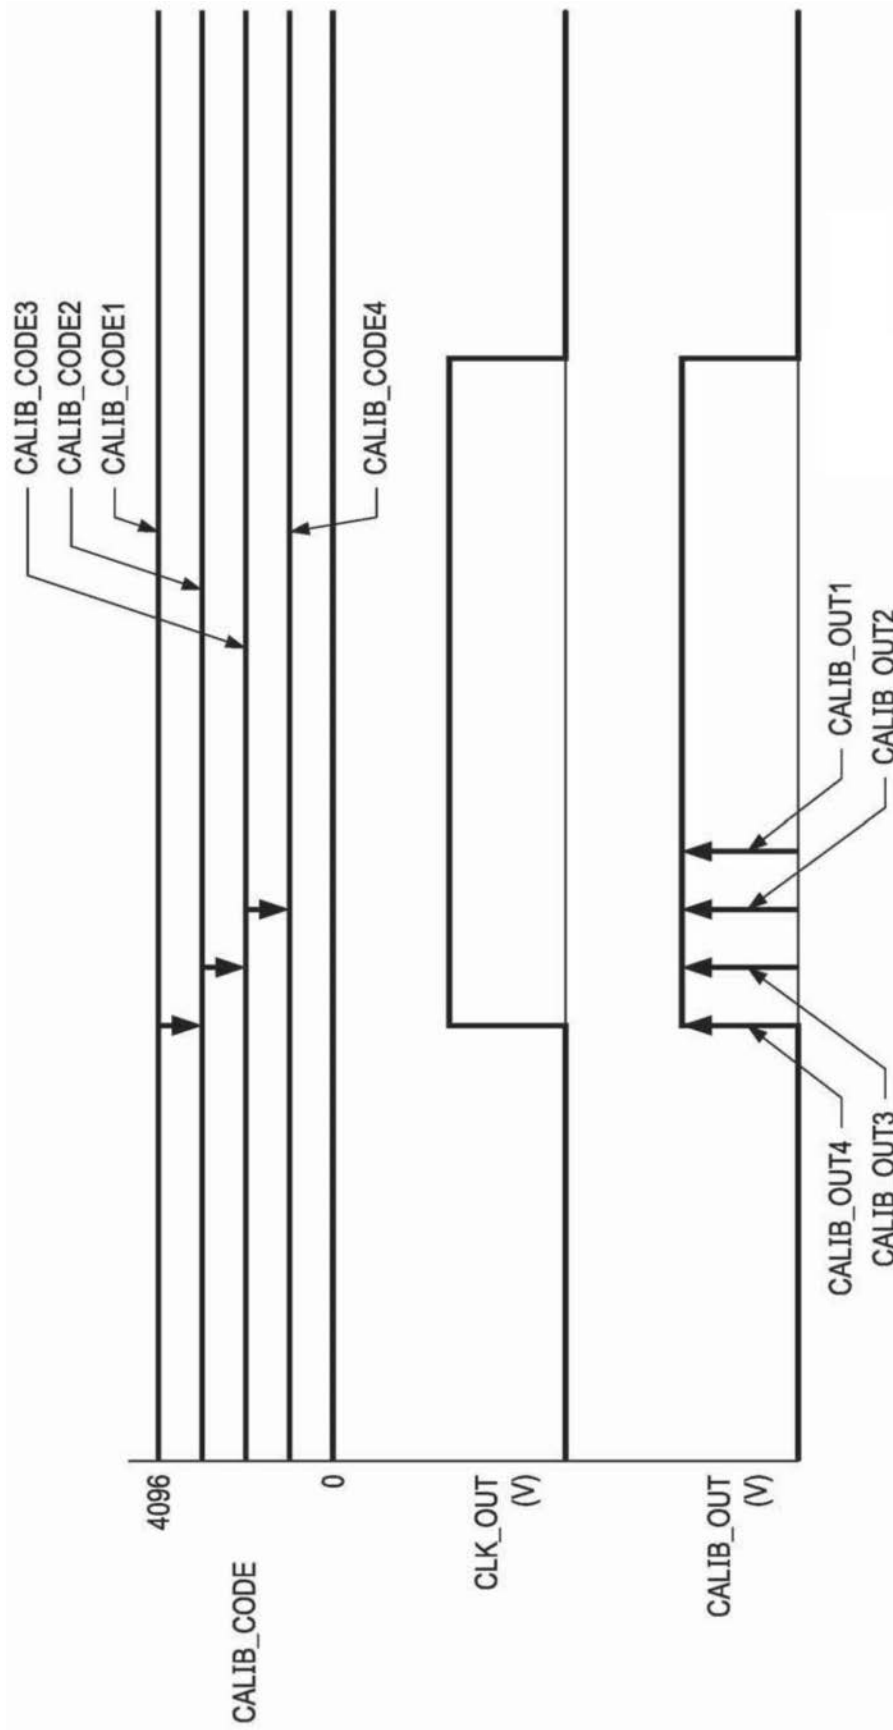 CALIB_CODE3
CALIB_CODE2
CALIB_CODE1
4096
CALIB_CODE
0
CALIB_CODE4
CLK_OUT
(V)
CALIB_OUT
(V)
CALIB_OUT4
CALIB_OUT1
CALIB_OUT3
CALIB_OUT2